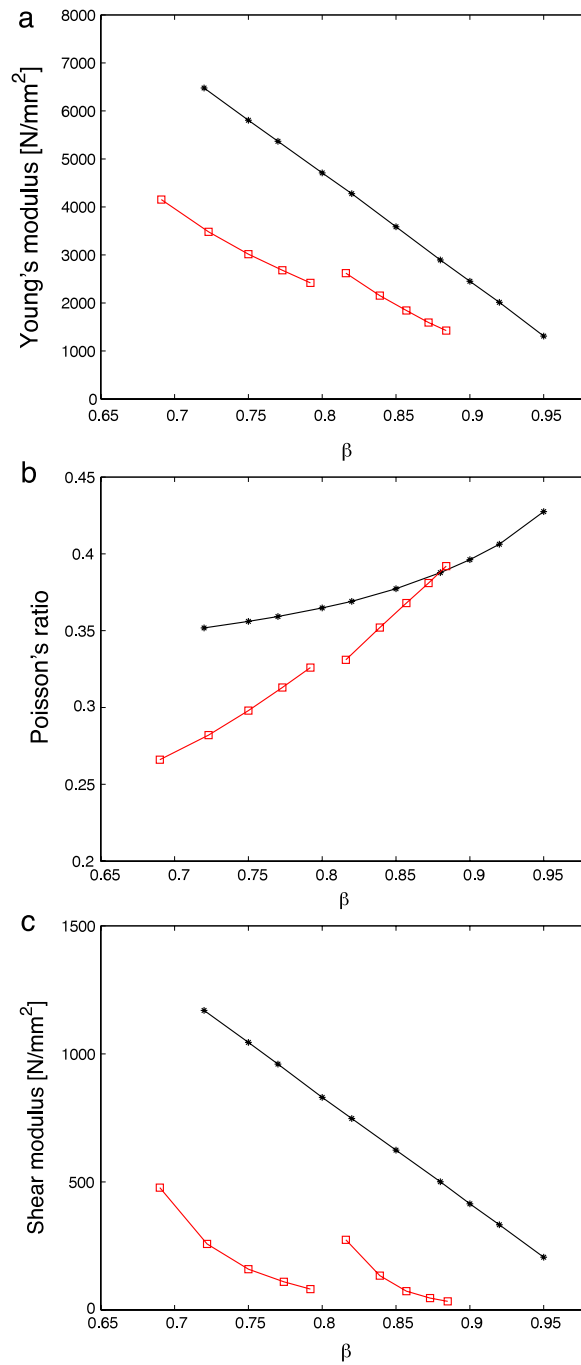 a
8000
7000
6000
5000
4000
3000
2000
1000
0
Young's modulus [N/mm²]
0.65 0.7 0.75 0.8 0.85 0.9 0.95
β
b
0.45
0.4
0.35
0.3
0.25
0.2
Poisson's ratio
0.65 0.7 0.75 0.8 0.85 0.9 0.95
β
c
1500
1000
500
0
Shear modulus [N/mm²]
0.65 0.7 0.75 0.8 0.85 0.9 0.95
β